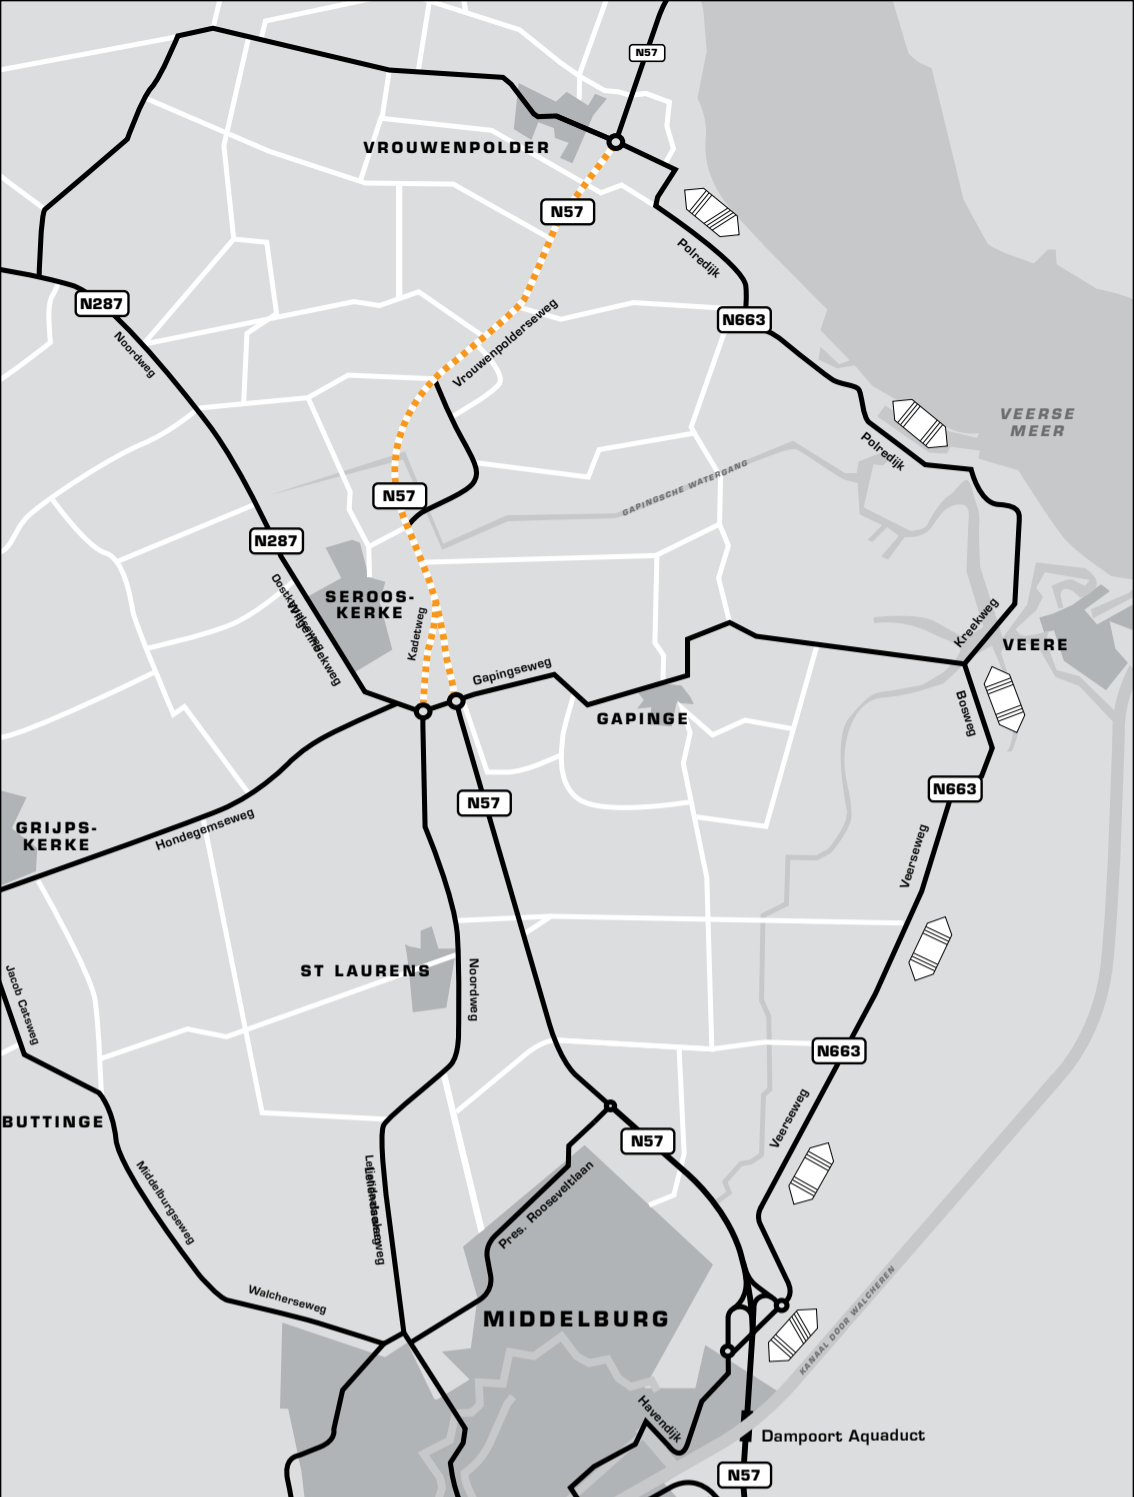 N57
VROUWENPOLDER
N57
Polredijk
N287
N663
Vrouwenpolderseweg
Noordweg
VEERSE
MEER
Polredijk
GAPINGSCHE WATERGANG
N57
N287
SEROOS-
KERKE
Kadetweg
Kreekweg
VEERE
Gapingseweg
Bosweg
GAPINGE
N663
N57
GRIJPS-
KERKE
Hondegemseweg
Veerseweg
ST LAURENS
Noordweg
Jacob Catsweg
N663
BUTTINGE
N57
Veerseweg
Middelburgseweg
Pres. Rooseveltlaan
Walcherseweg
MIDDELBURG
KANAAL DOOR WALCHEREN
Havendijk
Dampoort Aquaduct
N57